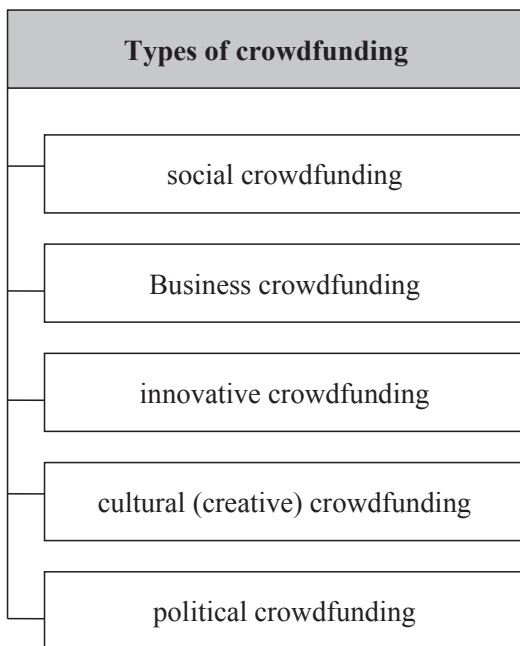 Types of crowdfunding
social crowdfunding
Business crowdfunding
innovative crowdfunding
cultural (creative) crowdfunding
political crowdfunding